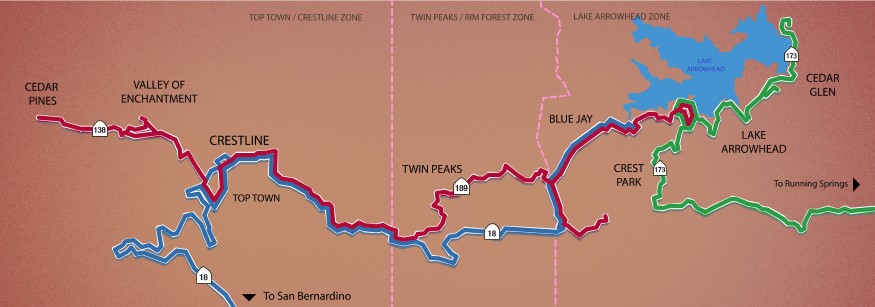 TOP TOWN / CRESTLINE ZONE
TWIN PEAKS / RIM FOREST ZONE
LAKE ARROWHEAD ZONE
LAKE
ARROWHEAD
173
CEDAR
GLEN
CEDAR
PINES
VALLEY OF
ENCHANTMENT
138
CRESTLINE
BLUE JAY
LAKE
ARROWHEAD
TWIN PEAKS
189
CREST
PARK
173
To Running Springs
TOP TOWN
18
18
To San Bernardino